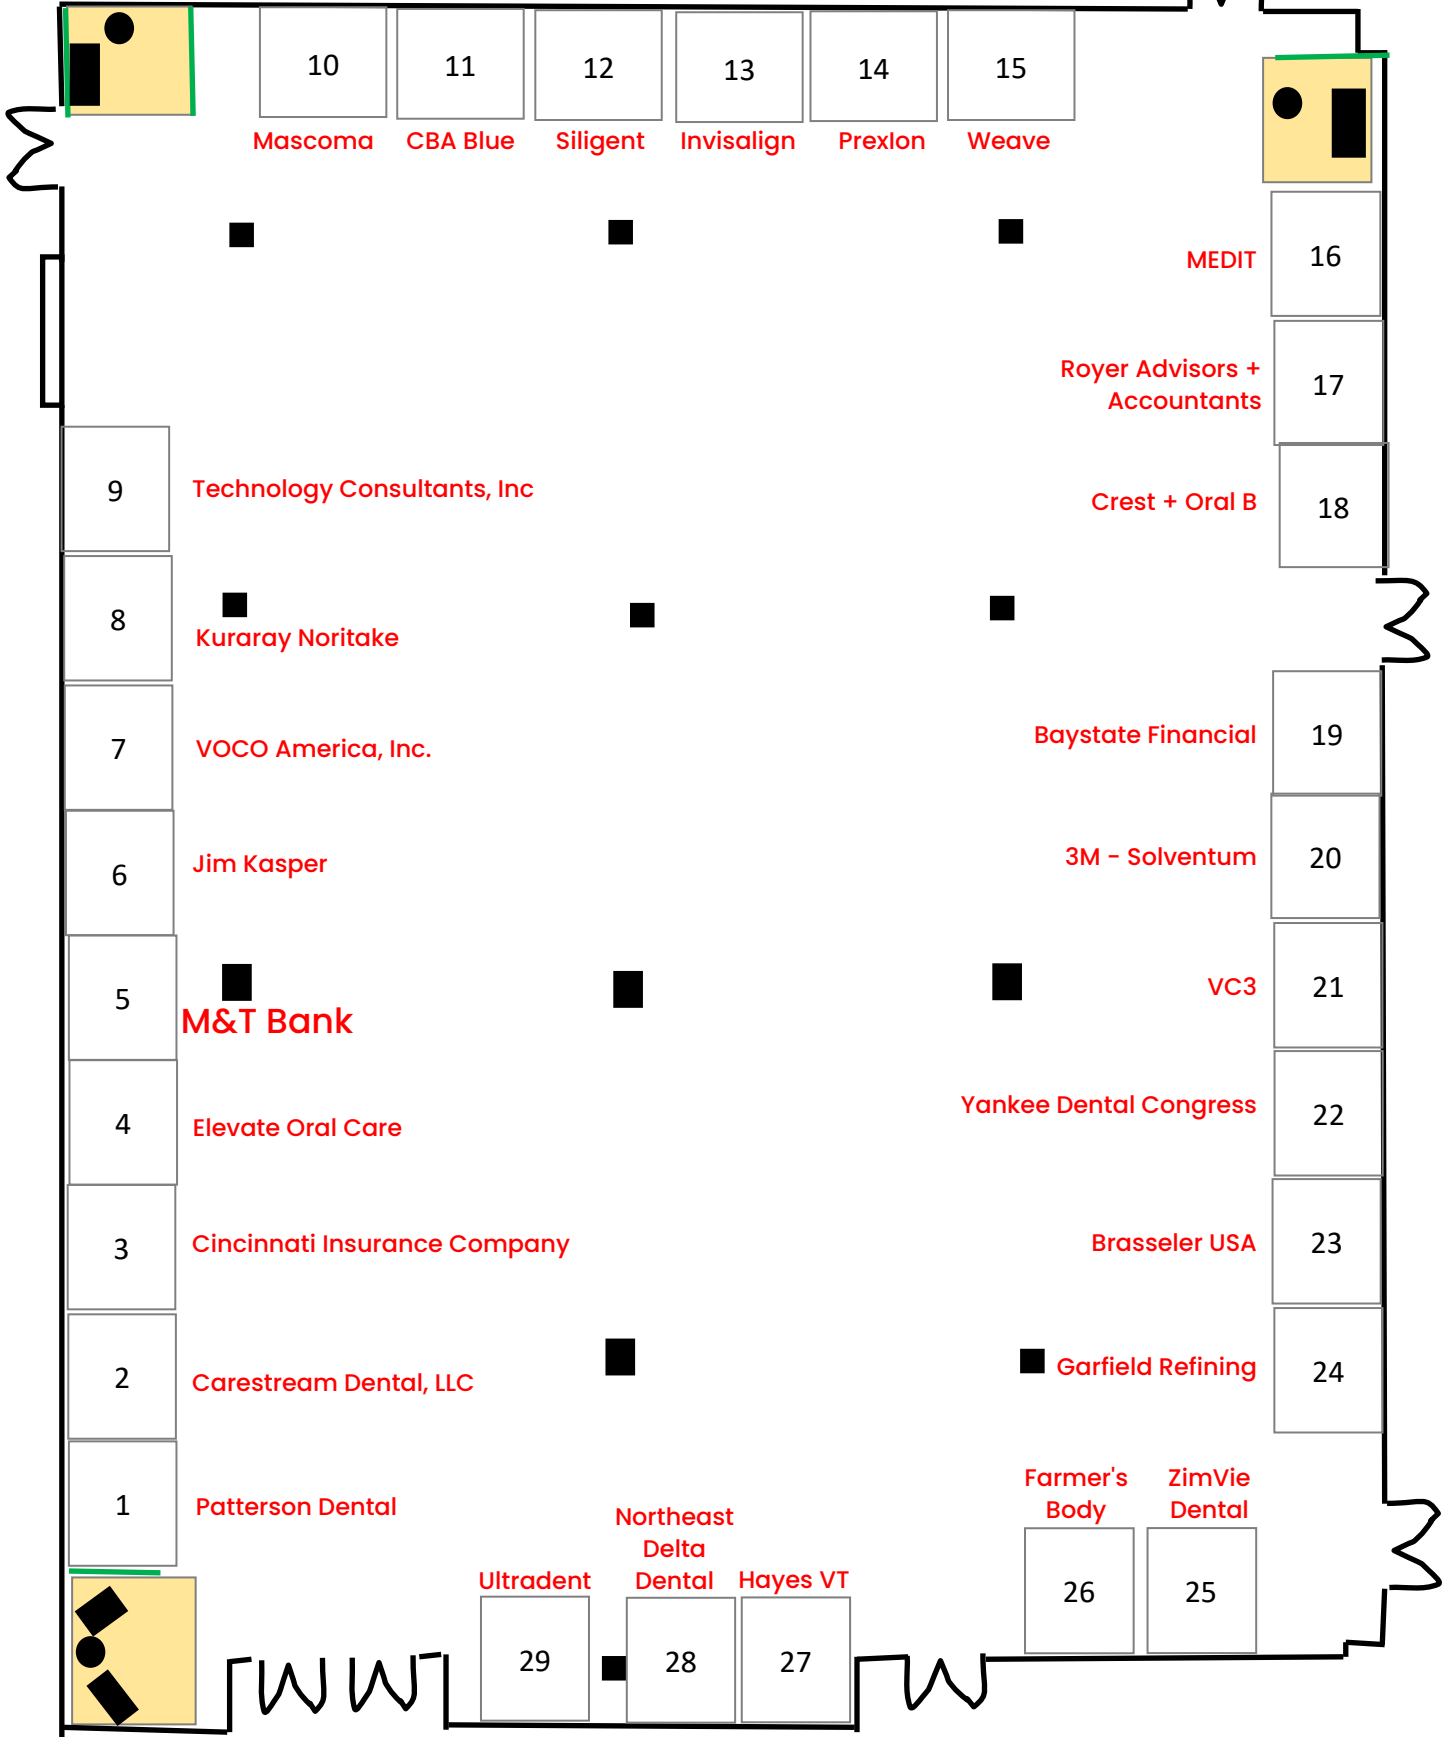 10
11
12
13
14
15
Mascoma
CBA Blue
Siligent
Invisalign
PrexIon
Weave
MEDIT
16
Royer Advisors +
Accountants
17
9
Technology Consultants, Inc
Crest + Oral B
18
8
Kuraray Noritake
7
VOCO America, Inc.
Baystate Financial
19
6
Jim Kasper
3M - Solventum
20
5
M&T Bank
VC3
21
4
Elevate Oral Care
Yankee Dental Congress
22
3
Cincinnati Insurance Company
Brasseler USA
23
2
Carestream Dental, LLC
Garfield Refining
24
1
Patterson Dental
Farmer's
Body
ZimVie
Dental
Northeast
Delta
Dental
Ultradent
Hayes VT
26
25
29
28
27